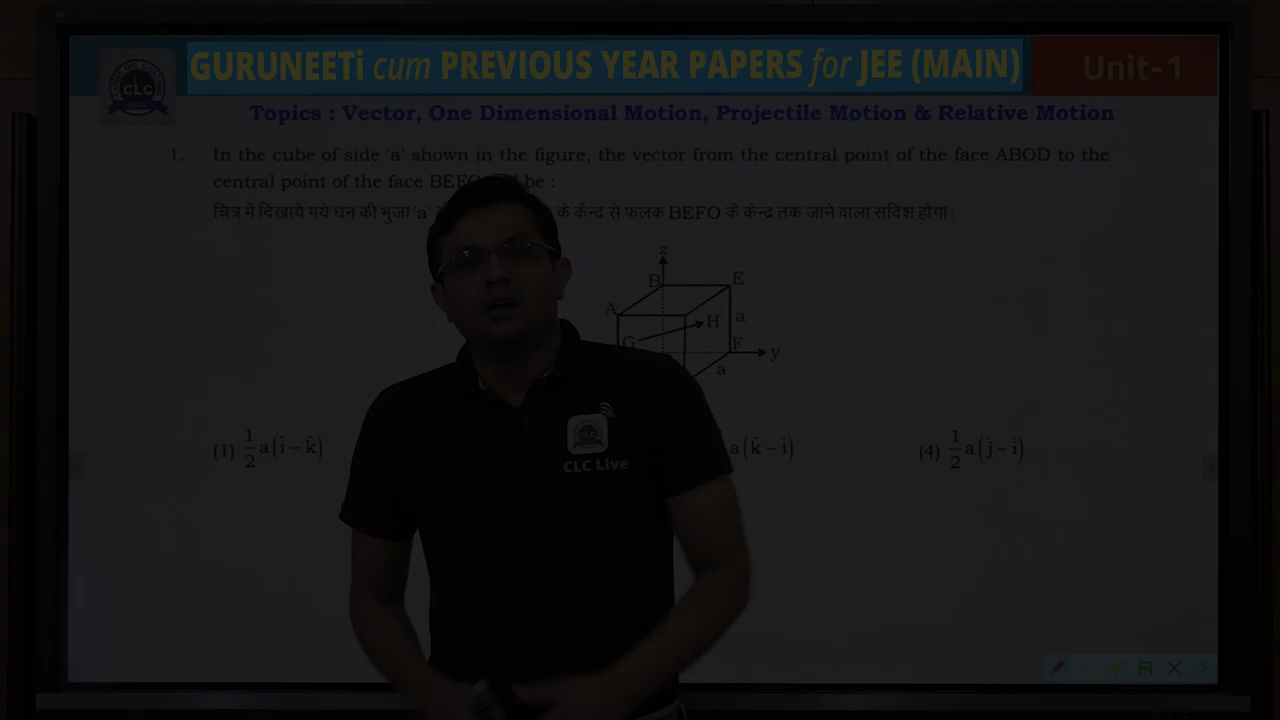 GURUNEETi cum PREVIOUS YEAR PAPERS for JEE (MAIN)
Unit-1
CLC
Topics : Vector, One Dimensional Motion, Projectile Motion & Relative Motion
1. In the cube of side 'a' shown in the figure, the vector from the central point of the face ABOD to the
central point of the face BEFO be :
चित्र में दिखाये गये घन की भुजा 'a' के केन्द्र से फलक BEFO के केन्द्र तक जाने वाला सदिश होगा :
z
B E
A
a
H
G
F
y
a
(1) 1/2 a(î − k̂)
a(k̂ − î)
(4) 1/2 a(ĵ − î)
CLC
CLC Live